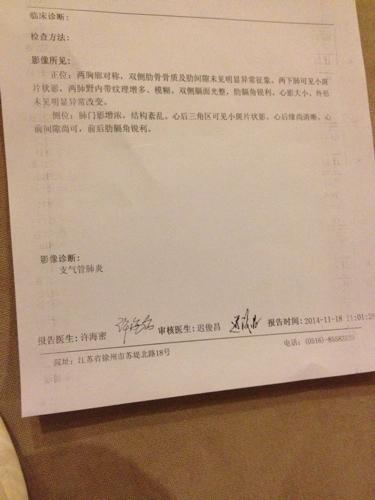 临床诊断:
检查方法:
影像所见:
正位: 两胸廓对称，双侧肋骨骨质及肋间隙未见明显异常征象。两下肺可见小斑
片状影，两肺野内带纹理增多、模糊。双侧膈面光整，肋膈角锐利。心影大小、外形
未见明显异常改变。
侧位: 肺门影增浓，结构紊乱。心后三角区可见小斑片状影。心后缘尚清晰。心
前间隙尚可，前后肋膈角锐利。
影像诊断:
支气管肺炎
报告医生: 许海密 审核医生: 迟俊昌 报告时间: 2014-11-18 11:01:25
院址: 江苏省徐州市苏堤北路18号 电话: (0516)-8558